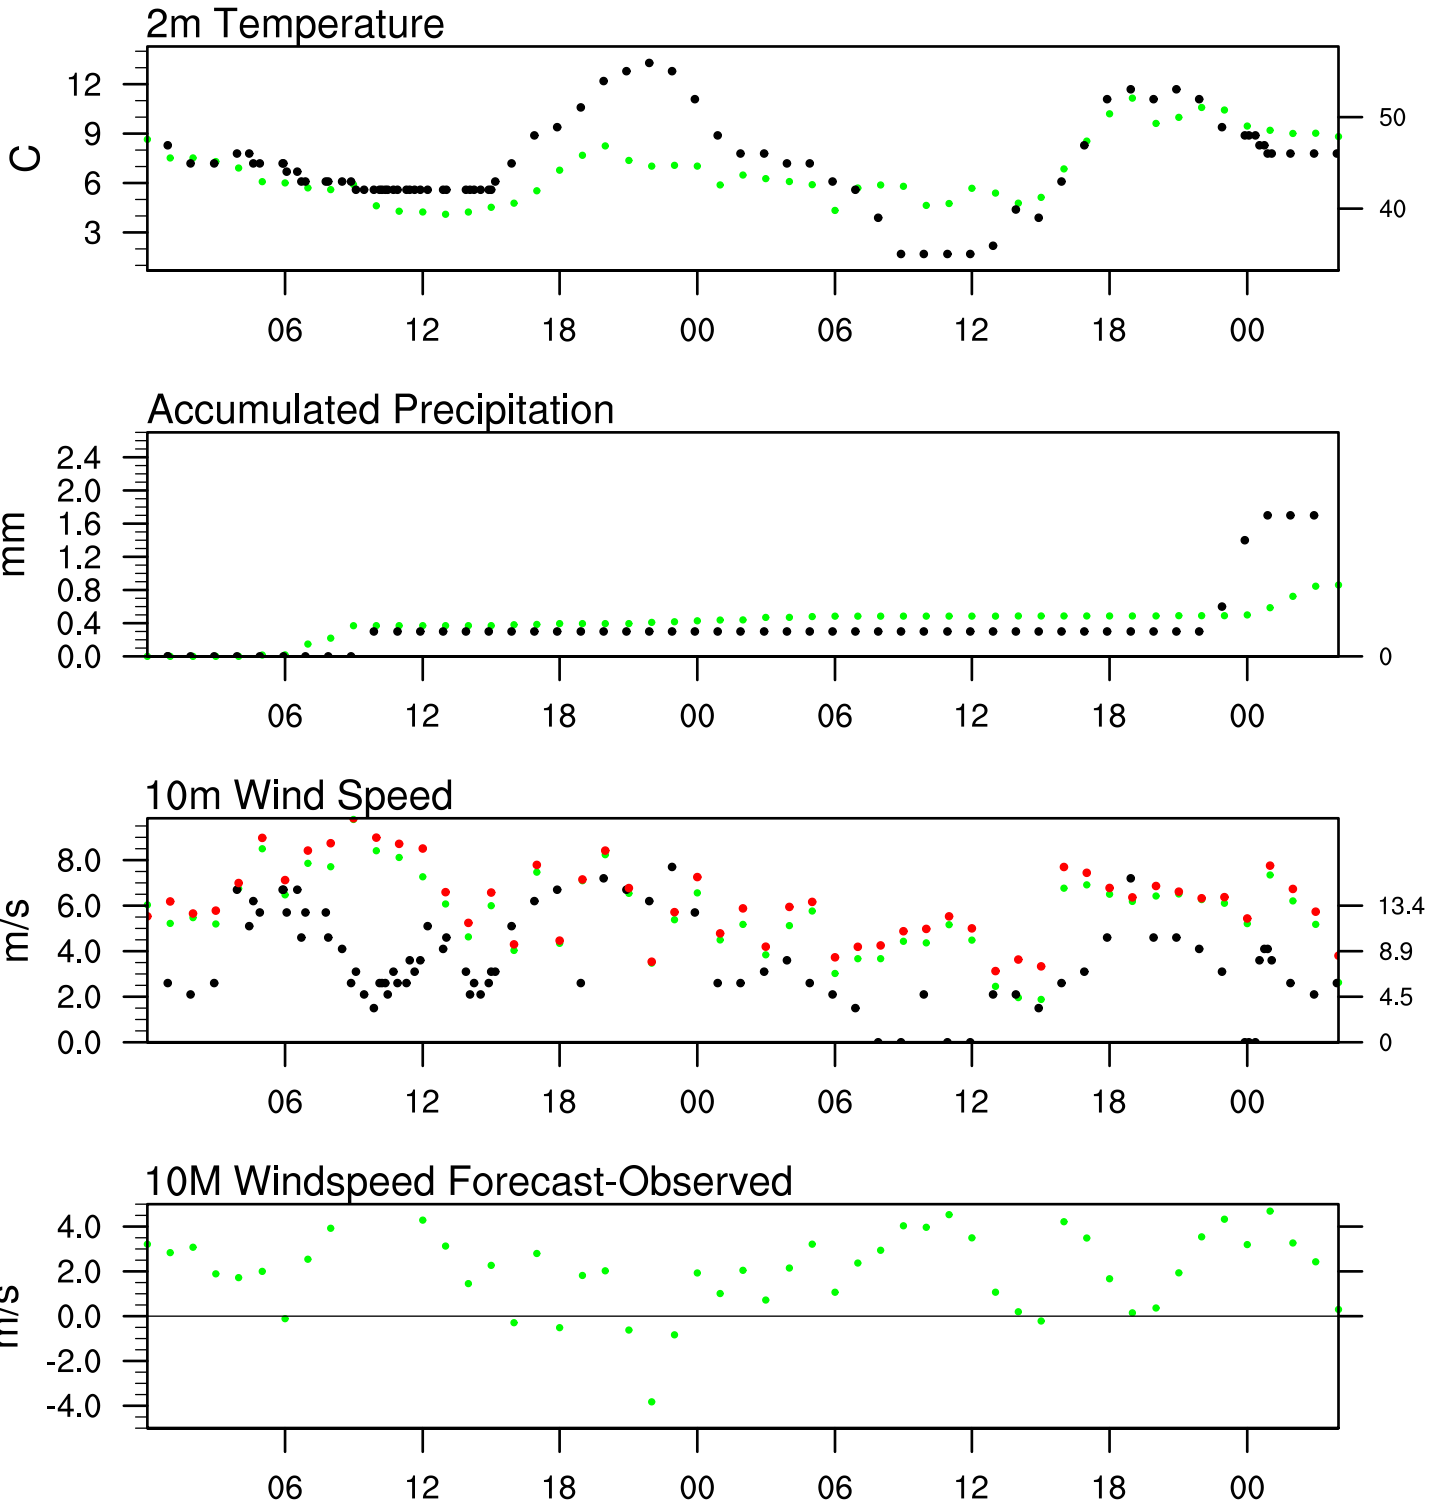 2m Temperature
12
9
6
3
C
50
40
06 12 18 00 06 12 18 00
Accumulated Precipitation
2.4
2.0
1.6
1.2
0.8
0.4
0.0
mm
0
06 12 18 00 06 12 18 00
10m Wind Speed
8.0
6.0
4.0
2.0
0.0
m/s
13.4
8.9
4.5
0
06 12 18 00 06 12 18 00
10M Windspeed Forecast-Observed
4.0
2.0
0.0
-2.0
-4.0
m/s
06 12 18 00 06 12 18 00